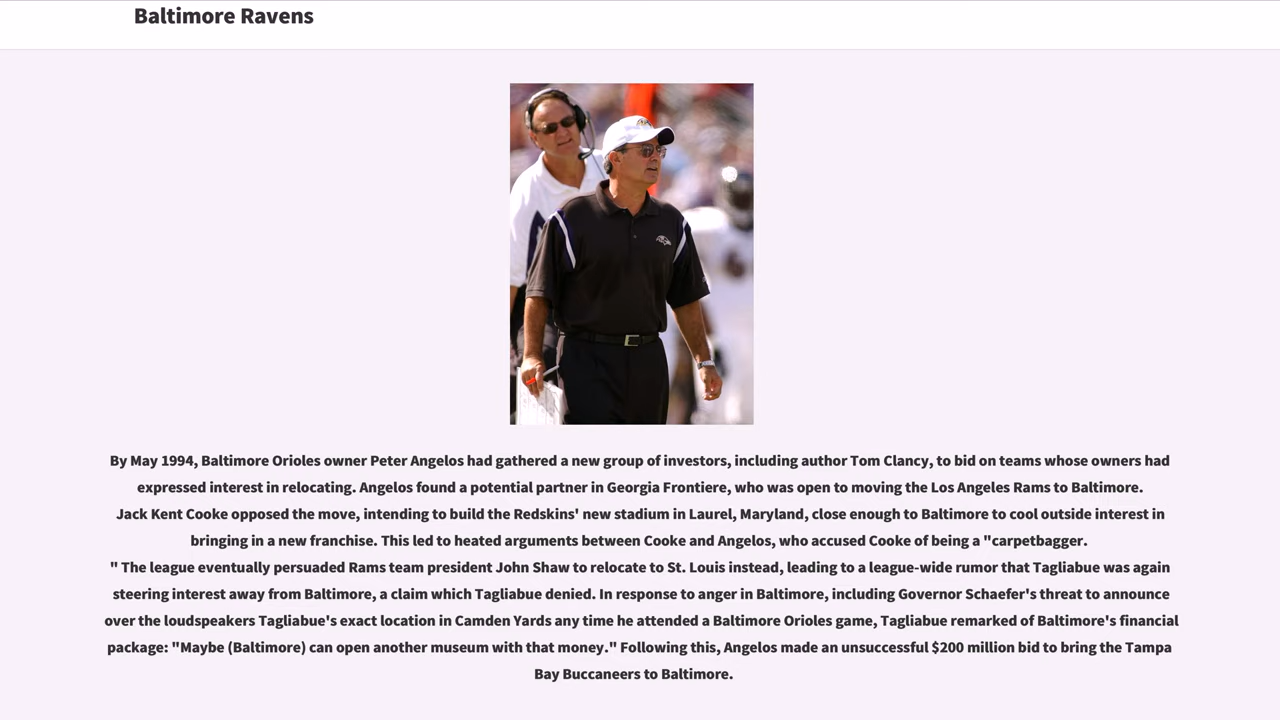 Baltimore Ravens
By May 1994, Baltimore Orioles owner Peter Angelos had gathered a new group of investors, including author Tom Clancy, to bid on teams whose owners had
expressed interest in relocating. Angelos found a potential partner in Georgia Frontiere, who was open to moving the Los Angeles Rams to Baltimore.
Jack Kent Cooke opposed the move, intending to build the Redskins' new stadium in Laurel, Maryland, close enough to Baltimore to cool outside interest in
bringing in a new franchise. This led to heated arguments between Cooke and Angelos, who accused Cooke of being a "carpetbagger.
" The league eventually persuaded Rams team president John Shaw to relocate to St. Louis instead, leading to a league-wide rumor that Tagliabue was again
steering interest away from Baltimore, a claim which Tagliabue denied. In response to anger in Baltimore, including Governor Schaefer's threat to announce
over the loudspeakers Tagliabue's exact location in Camden Yards any time he attended a Baltimore Orioles game, Tagliabue remarked of Baltimore's financial
package: "Maybe (Baltimore) can open another museum with that money." Following this, Angelos made an unsuccessful $200 million bid to bring the Tampa
Bay Buccaneers to Baltimore.